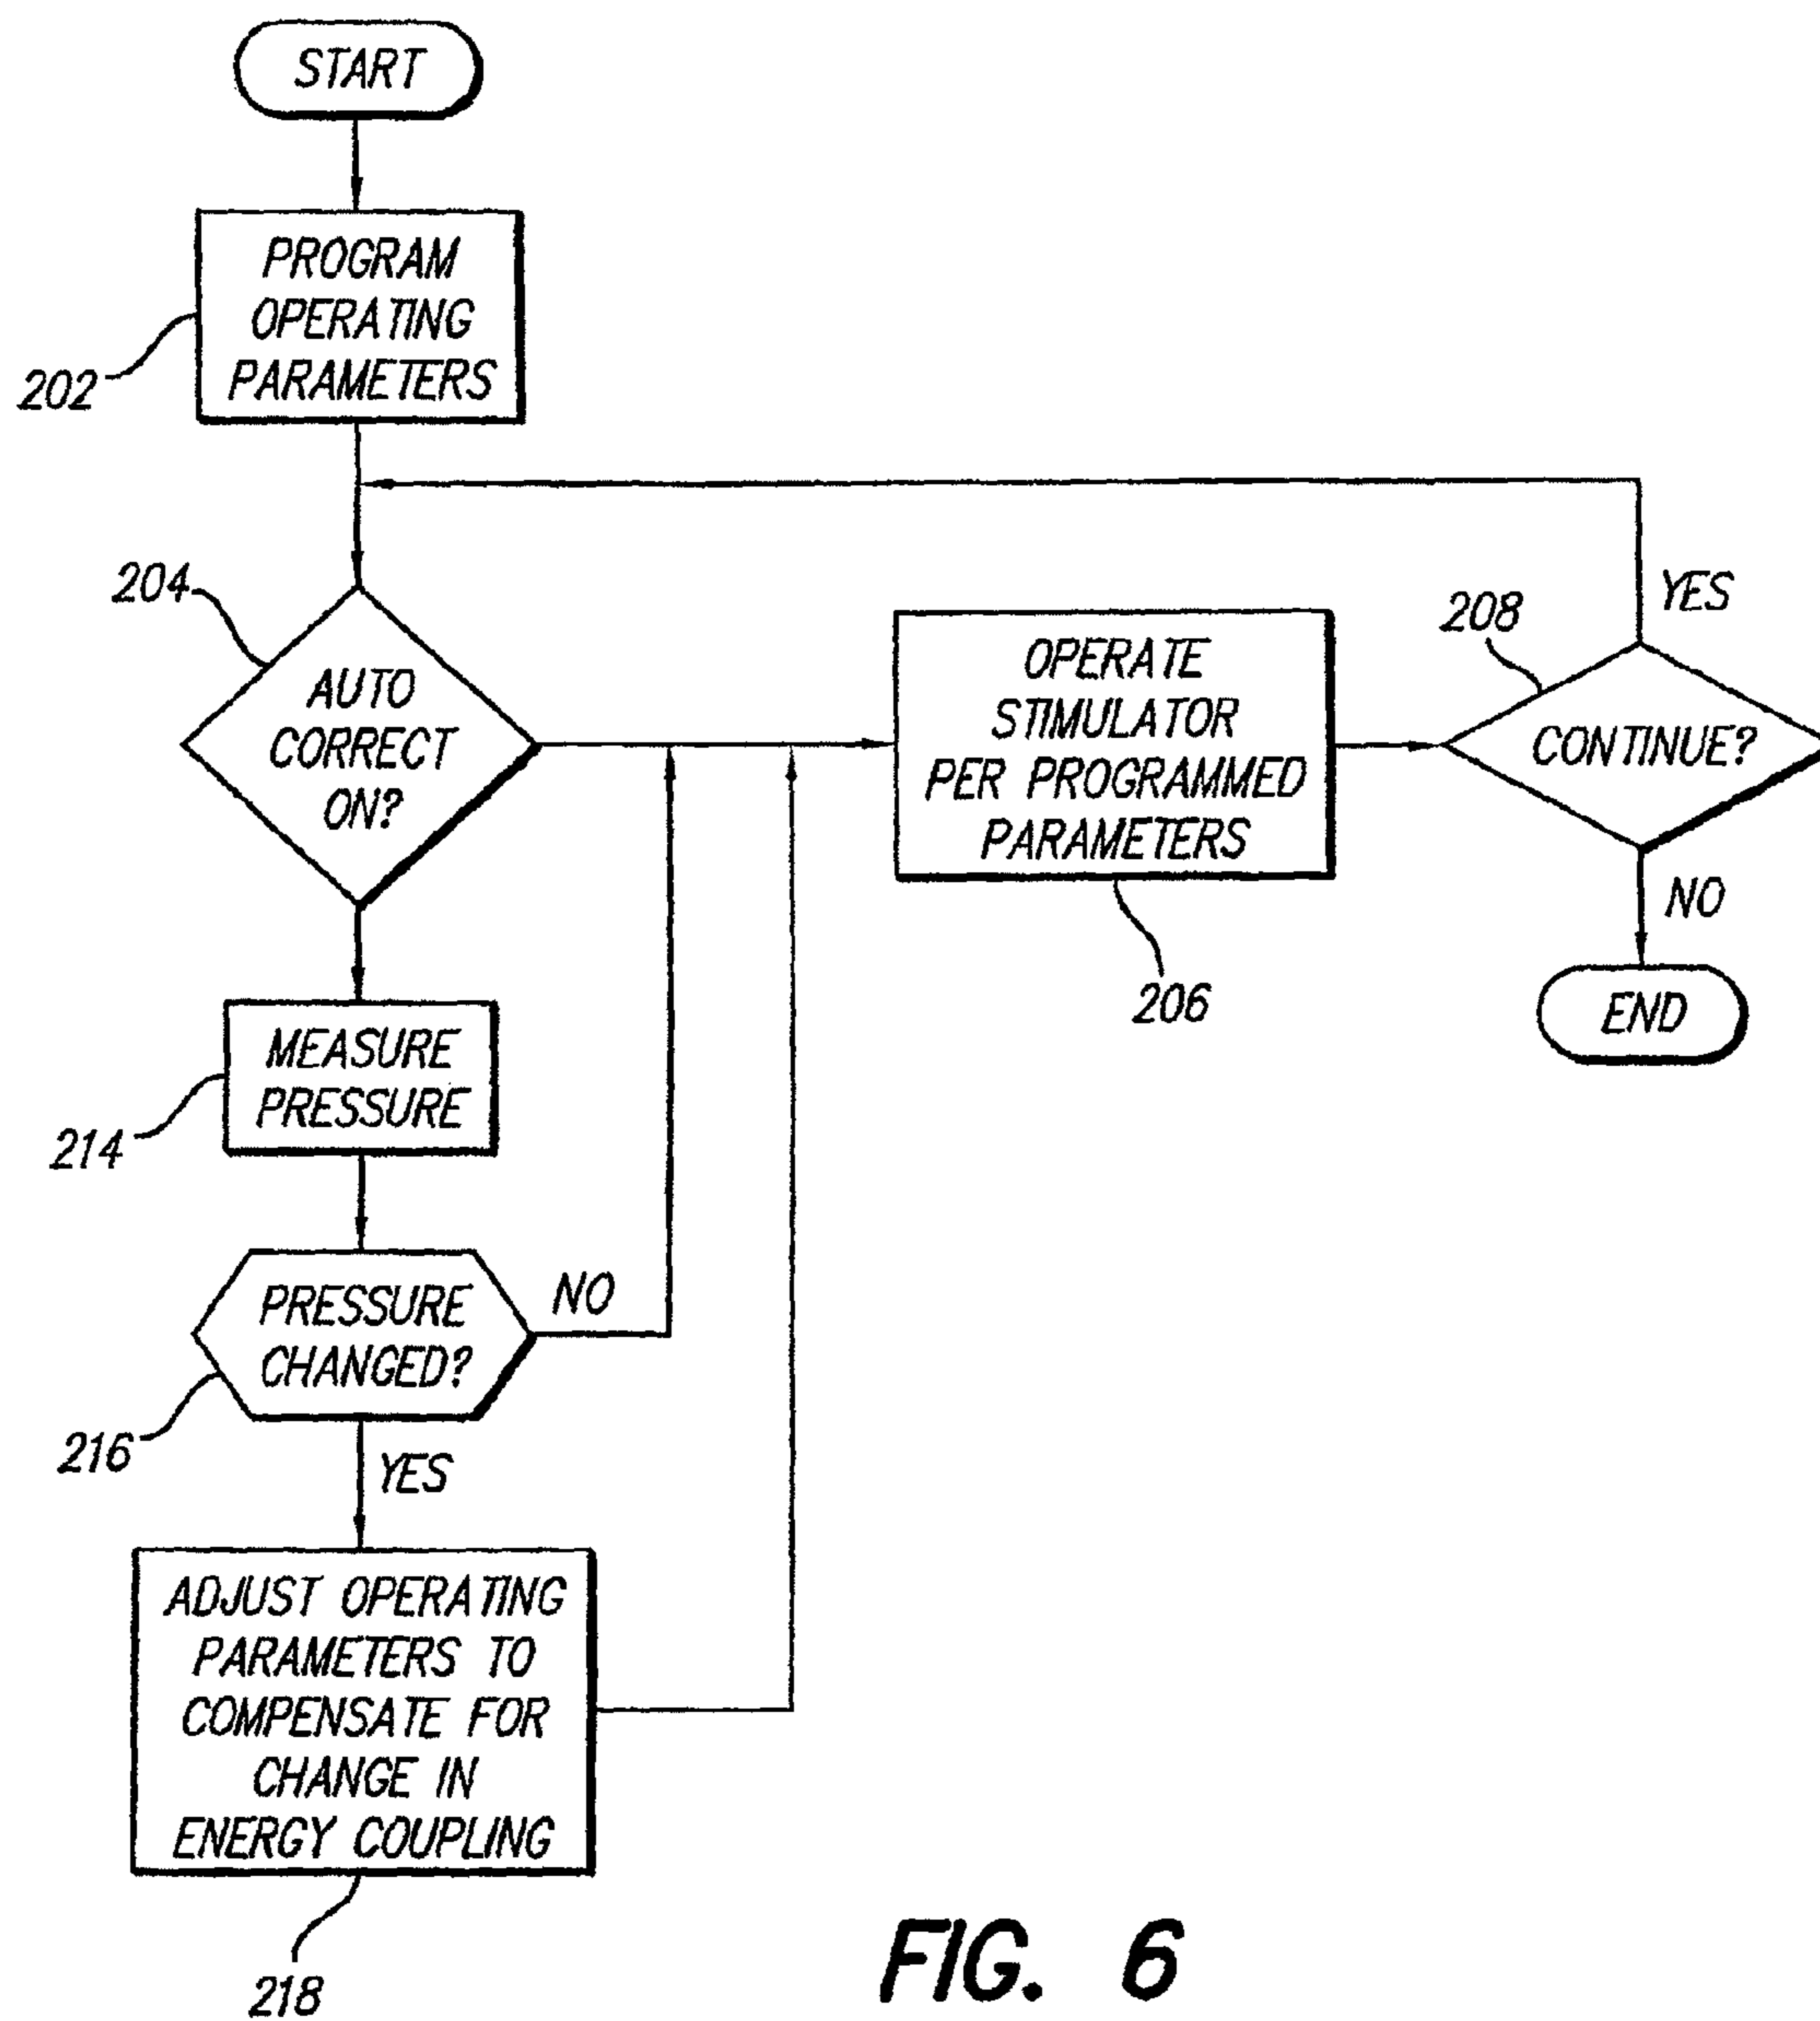 START
PROGRAM
OPERATING
PARAMETERS
202
204
AUTO
CORRECT
ON?
OPERATE
STIMULATOR
PER PROGRAMMED
PARAMETERS
206
208
YES
CONTINUE?
NO
END
MEASURE
PRESSURE
214
PRESSURE
CHANGED?
NO
216
YES
ADJUST OPERATING
PARAMETERS TO
COMPENSATE FOR
CHANGE IN
ENERGY COUPLING
218
FIG. 6